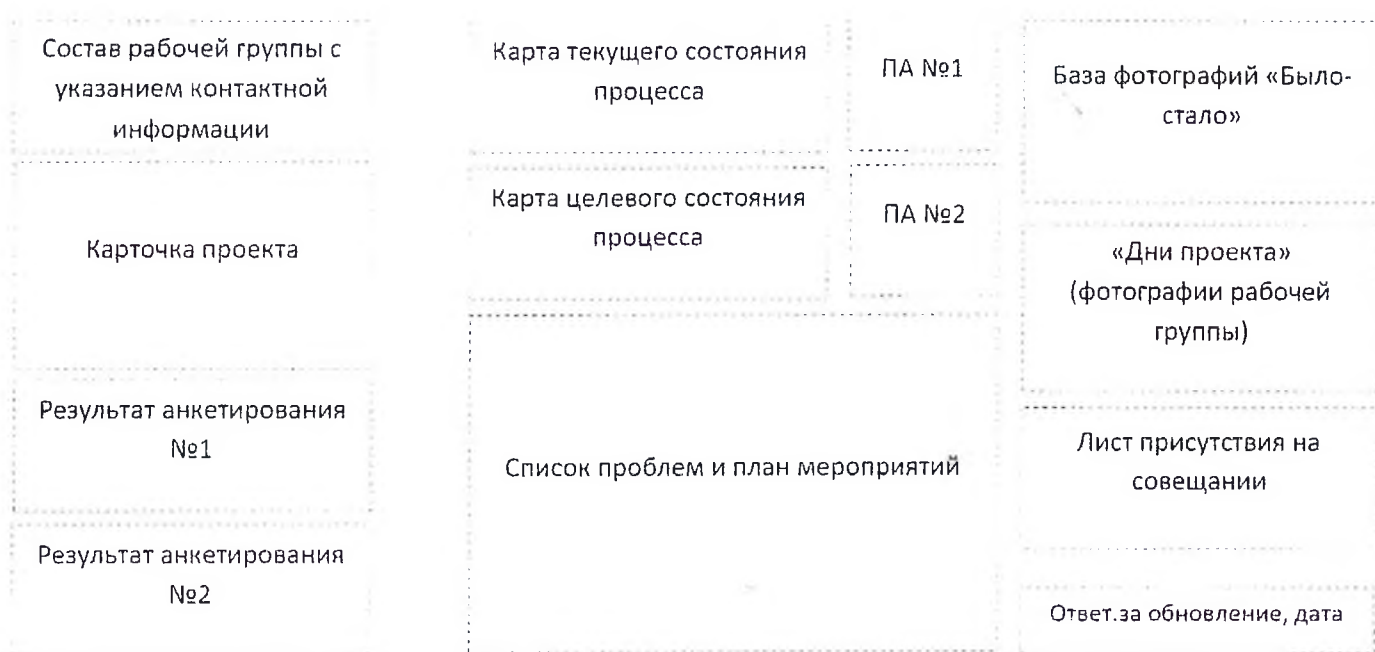 Состав рабочей группы с
указанием контактной
информации
Карточка проекта
Результат анкетирования
№1
Результат анкетирования
№2
Карта текущего состояния
процесса
ПА №1
Карта целевого состояния
процесса
ПА №2
Список проблем и план мероприятий
База фотографий «Было-
стало»
«Дни проекта»
(фотографии рабочей
группы)
Лист присутствия на
совещании
Ответ.за обновление, дата